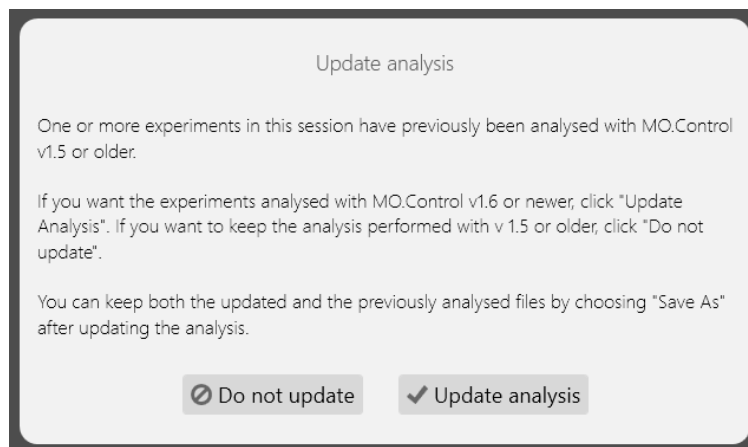 Update analysis
One or more experiments in this session have previously been analysed with MO.Control
v1.5 or older.
If you want the experiments analysed with MO.Control v1.6 or newer, click "Update
Analysis". If you want to keep the analysis performed with v 1.5 or older, click "Do not
update".
You can keep both the updated and the previously analysed files by choosing "Save As"
after updating the analysis.
Do not update
Update analysis